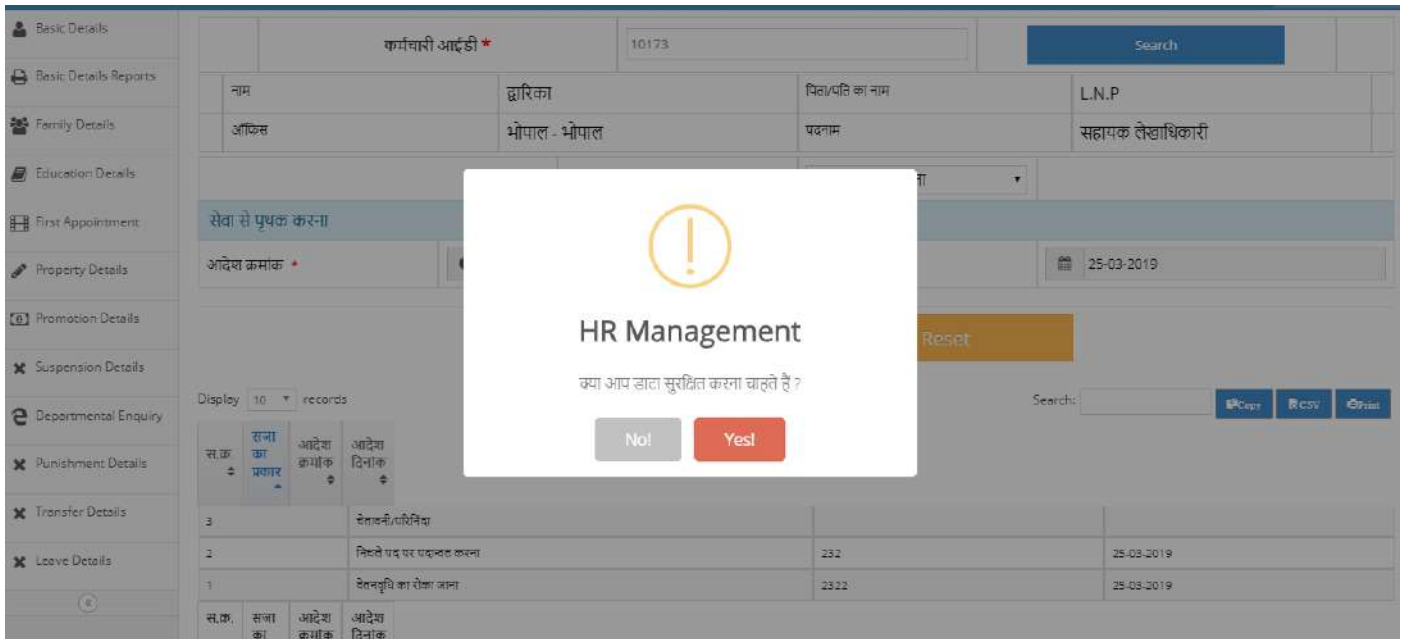 Basic Details
Basic Details Reports
Family Details
Education Details
First Appointment
Property Details
Promotion Details
Suspension Details
Departmental Enquiry
Punishment Details
Transfer Details
Leave Details
कर्मचारी आईडी * 10173 Search
नाम द्वारिका पिता/पति का नाम L.N.P
ऑफिस भोपाल - भोपाल पदनाम सहायक लेखाधिकारी
सेवा से पृथक करना
आदेश क्रमांक * 25-03-2019
Reset
HR Management
क्या आप डाटा सुरक्षित करना चाहते हैं ?
No! Yes!
Display 10 records Search: Copy CSV Print
स.क्र. सजा का प्रकार आदेश क्रमांक आदेश दिनांक
3 चेतावनी/परिनिंदा
2 निचले पद पर पदानवत करना 232 25-03-2019
1 वेतनवृधि का रोका जाना 2322 25-03-2019
स.क्र. सजा आदेश आदेश
का क्रमांक दिनांक